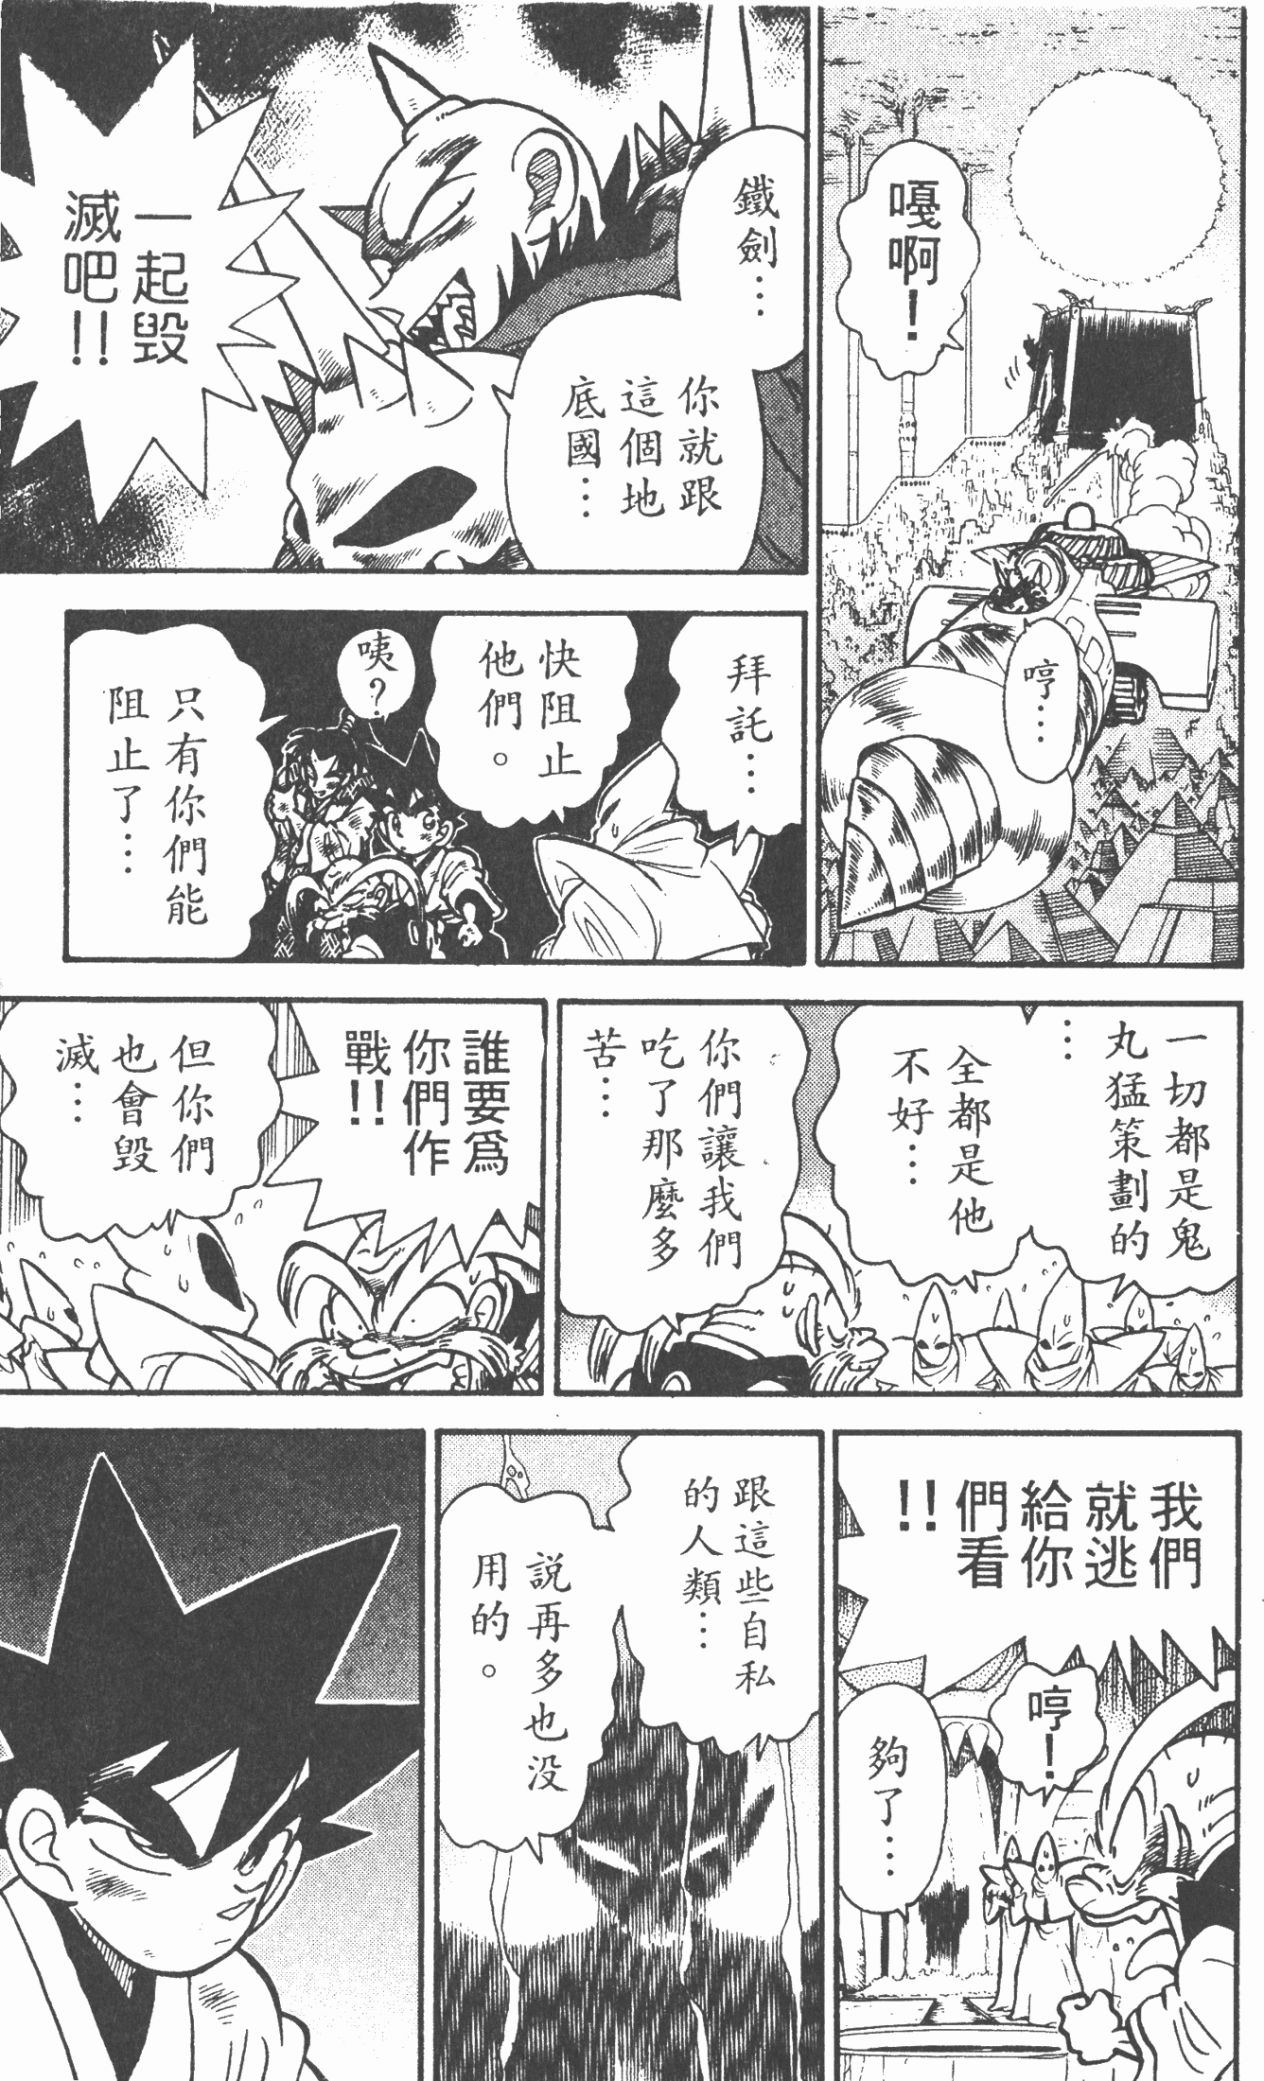 嘎啊！
哼…
鐵劍…
你就跟
這個地
底國…
一起毀
滅吧！！
拜託…
快阻止
他們。
咦？
只有你們能
阻止了…
一切都是鬼
丸猛策劃的
…
全都是他
不好…
你們讓我們
吃了那麼多
苦…
誰要為
你們作
戰！！
但你們
也會毀
滅…
我們
就逃
給你
們看
！！
哼！
夠了…
跟這些自私
的人類…
說再多也没
用的。